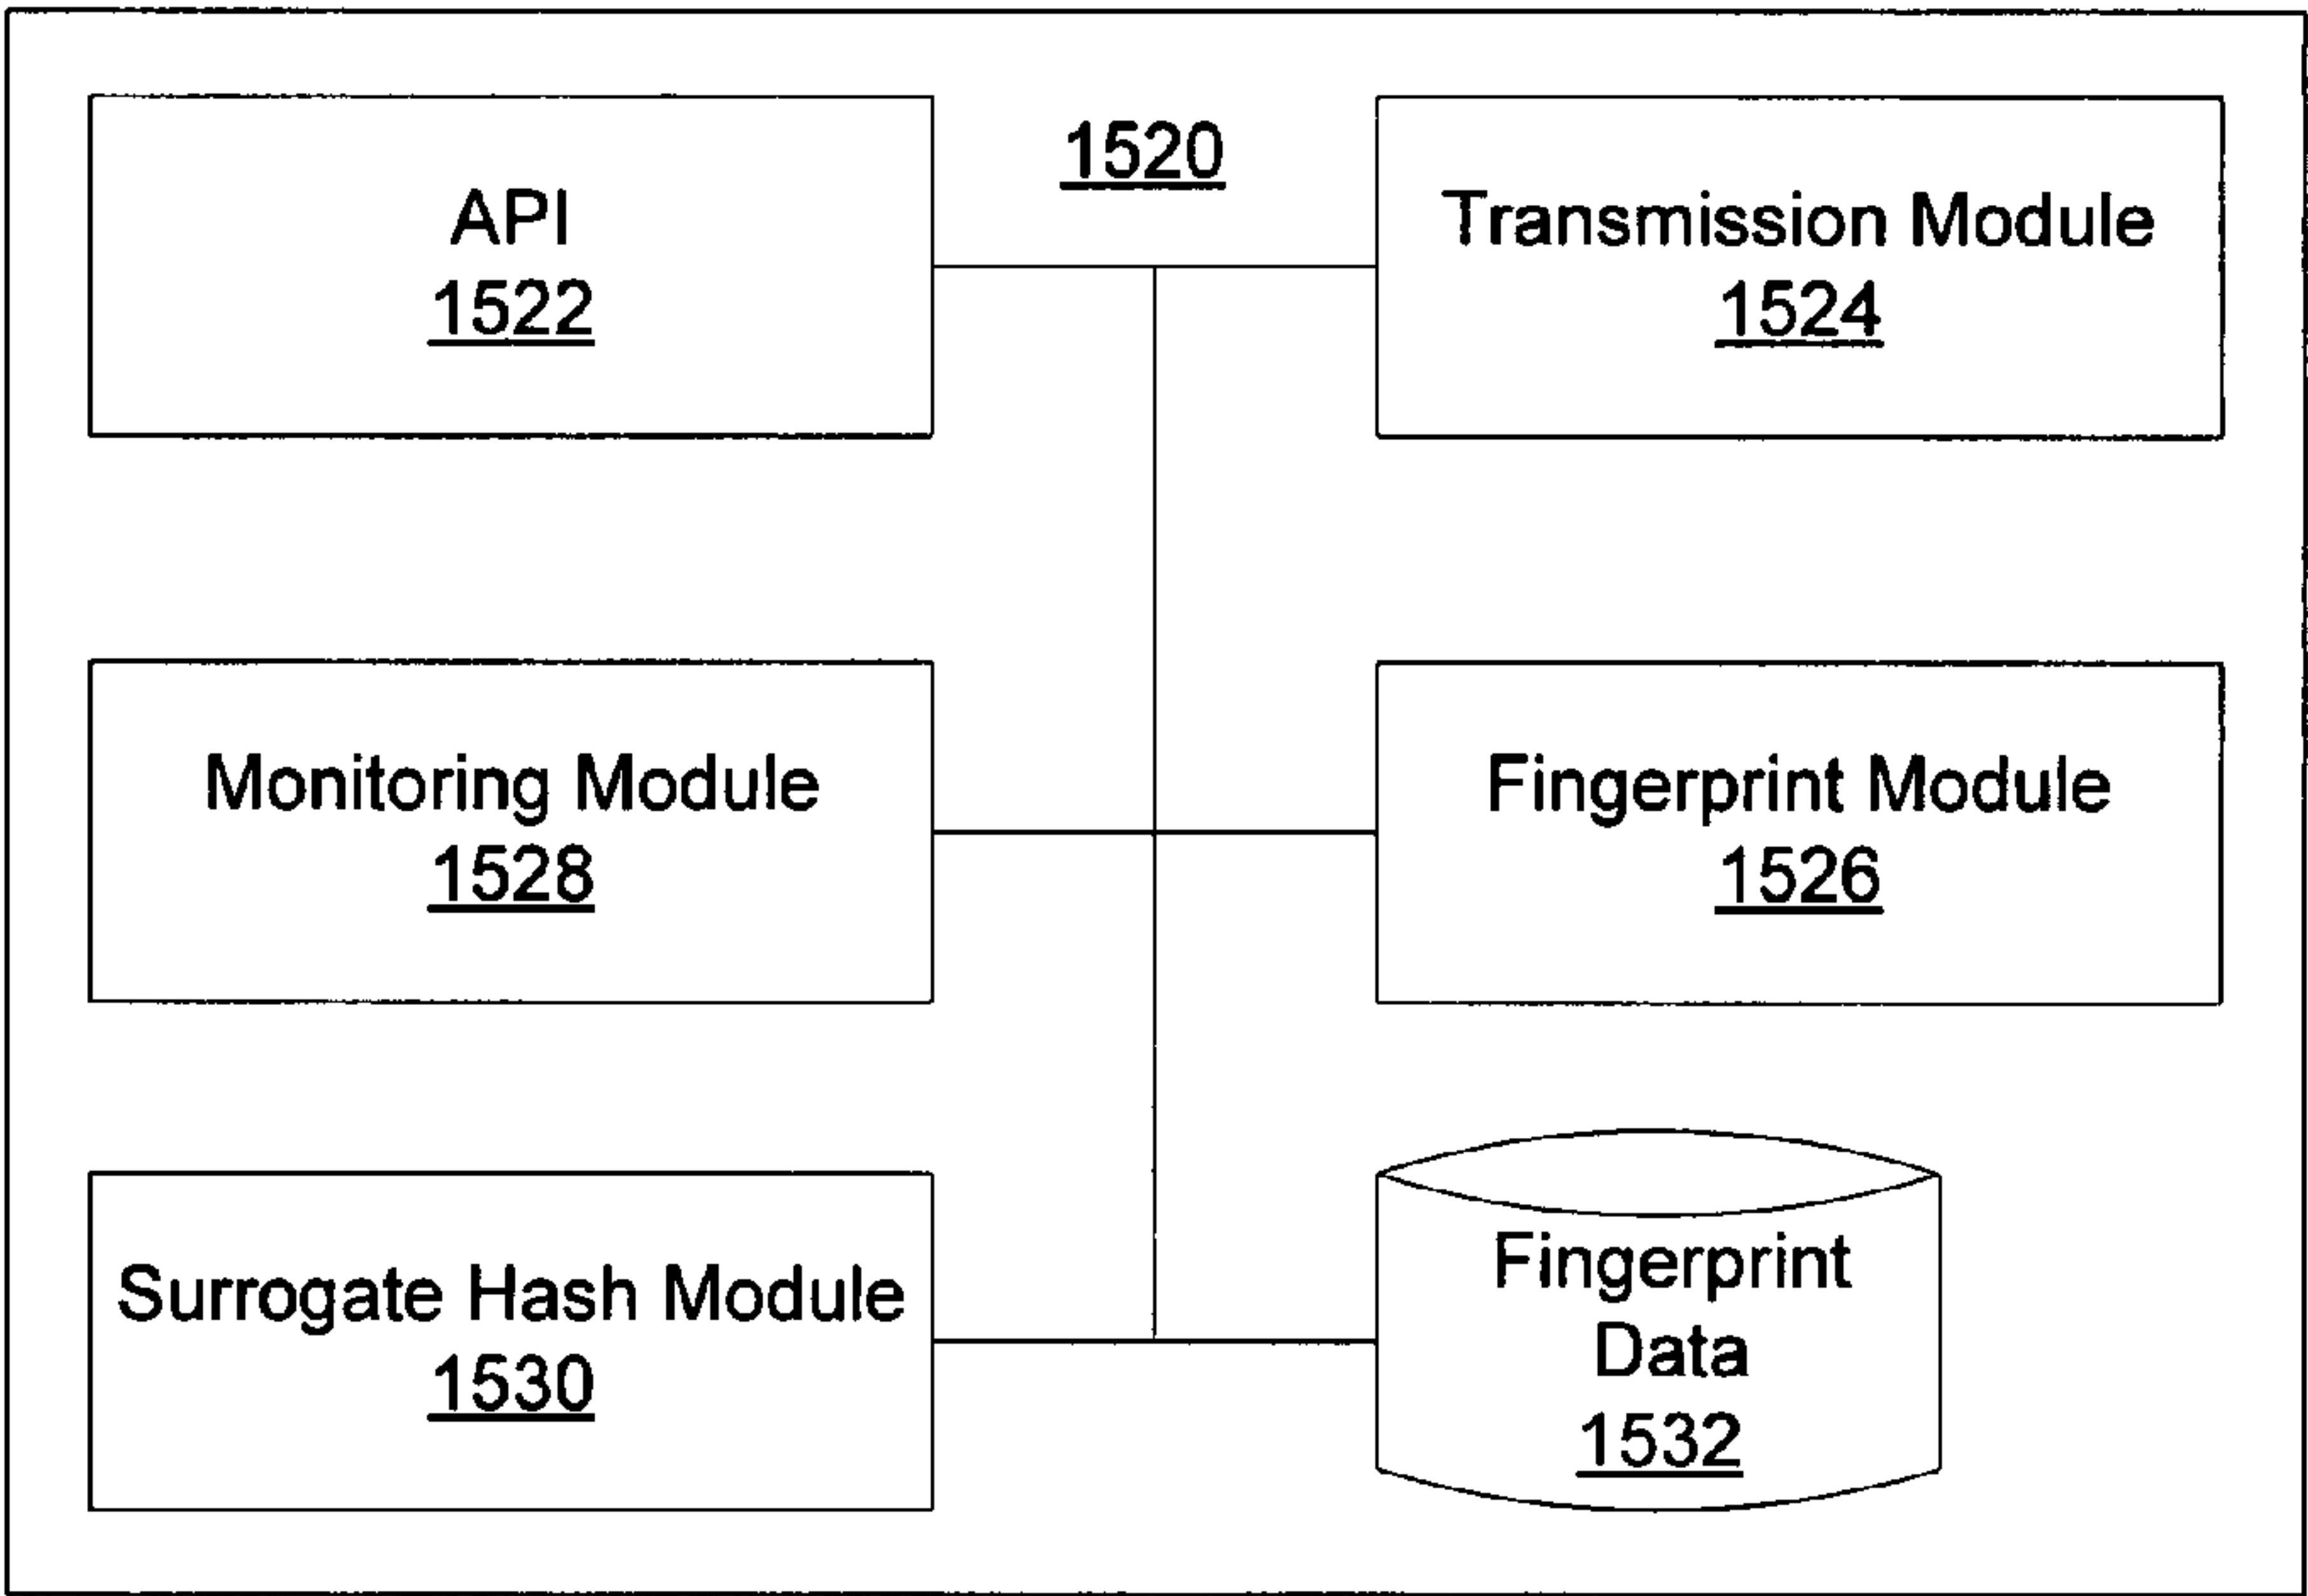 API
1522
1520
Transmission Module
1524
Monitoring Module
1528
Fingerprint Module
1526
Surrogate Hash Module
1530
Fingerprint
Data
1532